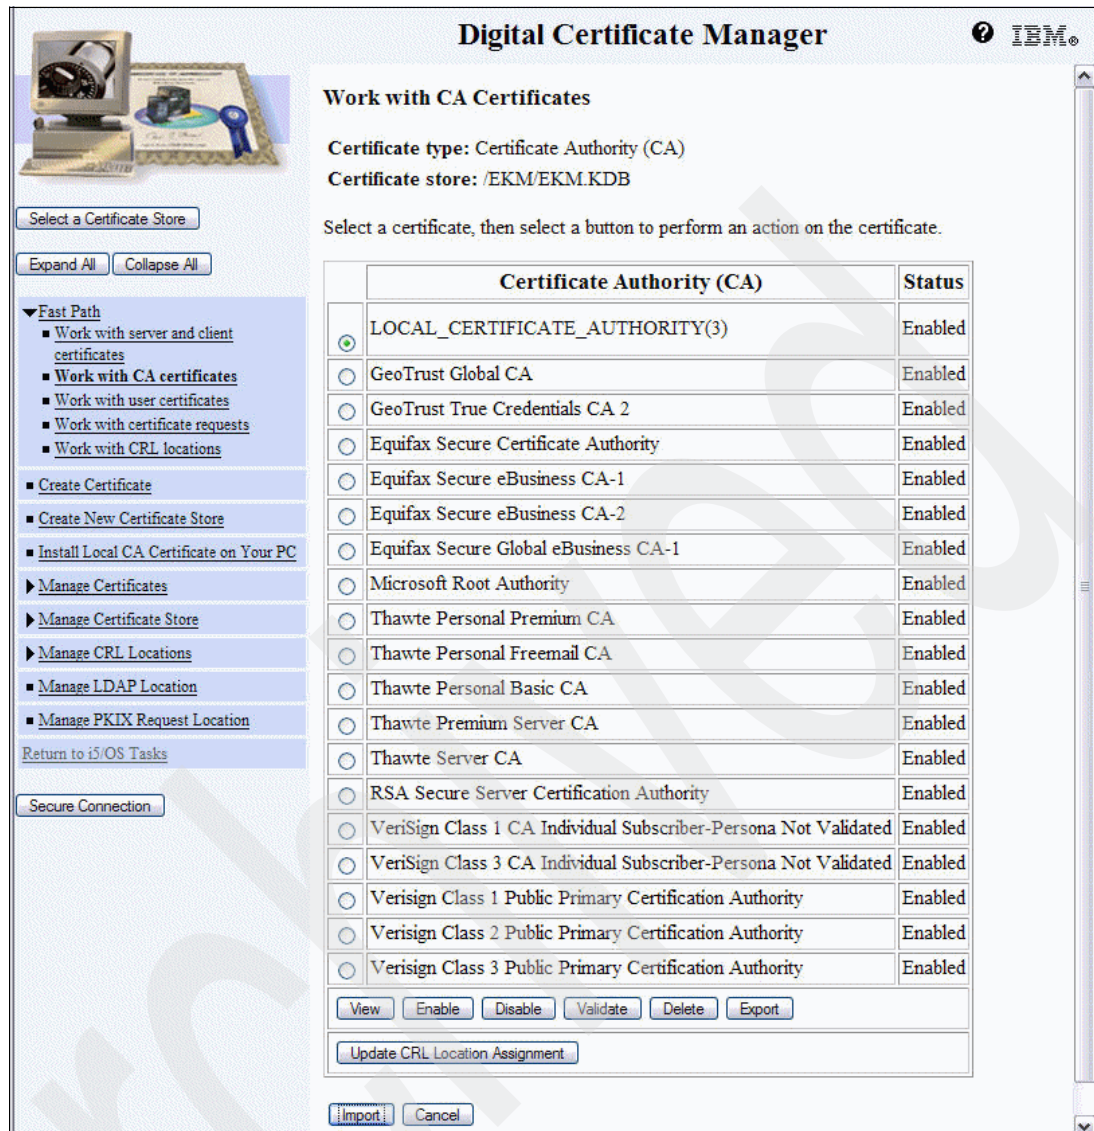 Digital Certificate Manager
IBM®
Select a Certificate Store
Expand All Collapse All
Fast Path
Work with server and client
certificates
Work with CA certificates
Work with user certificates
Work with certificate requests
Work with CRL locations
Create Certificate
Create New Certificate Store
Install Local CA Certificate on Your PC
Manage Certificates
Manage Certificate Store
Manage CRL Locations
Manage LDAP Location
Manage PKIX Request Location
Return to i5/OS Tasks
Secure Connection
Work with CA Certificates
Certificate type: Certificate Authority (CA)
Certificate store: /EKM/EKM.KDB
Select a certificate, then select a button to perform an action on the certificate.
Certificate Authority (CA) Status
LOCAL_CERTIFICATE_AUTHORITY(3) Enabled
GeoTrust Global CA Enabled
GeoTrust True Credentials CA 2 Enabled
Equifax Secure Certificate Authority Enabled
Equifax Secure eBusiness CA-1 Enabled
Equifax Secure eBusiness CA-2 Enabled
Equifax Secure Global eBusiness CA-1 Enabled
Microsoft Root Authority Enabled
Thawte Personal Premium CA Enabled
Thawte Personal Freemail CA Enabled
Thawte Personal Basic CA Enabled
Thawte Premium Server CA Enabled
Thawte Server CA Enabled
RSA Secure Server Certification Authority Enabled
VeriSign Class 1 CA Individual Subscriber-Persona Not Validated Enabled
VeriSign Class 3 CA Individual Subscriber-Persona Not Validated Enabled
Verisign Class 1 Public Primary Certification Authority Enabled
Verisign Class 2 Public Primary Certification Authority Enabled
Verisign Class 3 Public Primary Certification Authority Enabled
View Enable Disable Validate Delete Export
Update CRL Location Assignment
Import Cancel